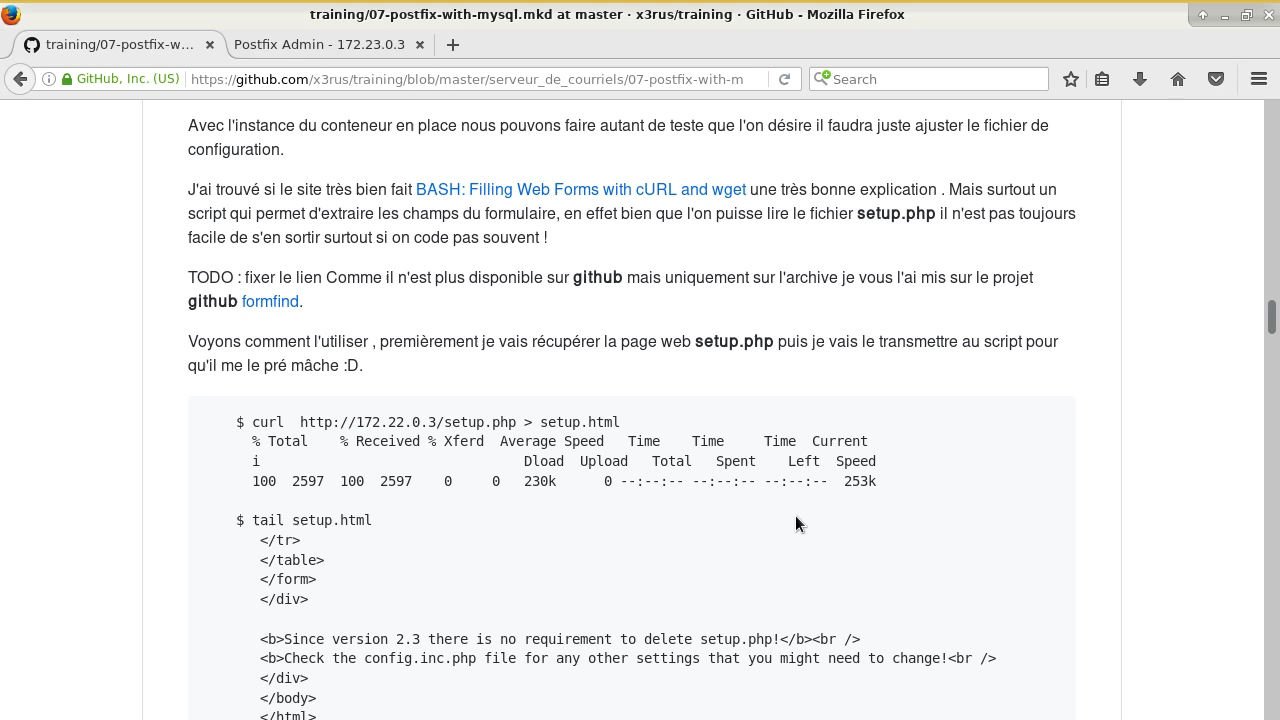 training/07-postfix-with-mysql.mkd at master · x3rus/training · GitHub - Mozilla Firefox
training/07-postfix-w... × Postfix Admin - 172.23.0.3 × +
GitHub, Inc. (US) https://github.com/x3rus/training/blob/master/serveur_de_courriels/07-postfix-with-m Search
Avec l'instance du conteneur en place nous pouvons faire autant de teste que l'on désire il faudra juste ajuster le fichier de
configuration.
J'ai trouvé si le site très bien fait BASH: Filling Web Forms with cURL and wget une très bonne explication . Mais surtout un
script qui permet d'extraire les champs du formulaire, en effet bien que l'on puisse lire le fichier setup.php il n'est pas toujours
facile de s'en sortir surtout si on code pas souvent !
TODO : fixer le lien Comme il n'est plus disponible sur github mais uniquement sur l'archive je vous l'ai mis sur le projet
github formfind.
Voyons comment l'utiliser , premièrement je vais récupérer la page web setup.php puis je vais le transmettre au script pour
qu'il me le pré mâche :D.
$ curl  http://172.22.0.3/setup.php > setup.html
% Total    % Received % Xferd  Average Speed   Time    Time     Time  Current
i                                 Dload  Upload   Total   Spent    Left  Speed
100  2597  100  2597    0     0   230k      0 --:--:-- --:--:-- --:--:--  253k
$ tail setup.html
</tr>
</table>
</form>
</div>
<b>Since version 2.3 there is no requirement to delete setup.php!</b><br />
<b>Check the config.inc.php file for any other settings that you might need to change!<br />
</div>
</body>
</html>